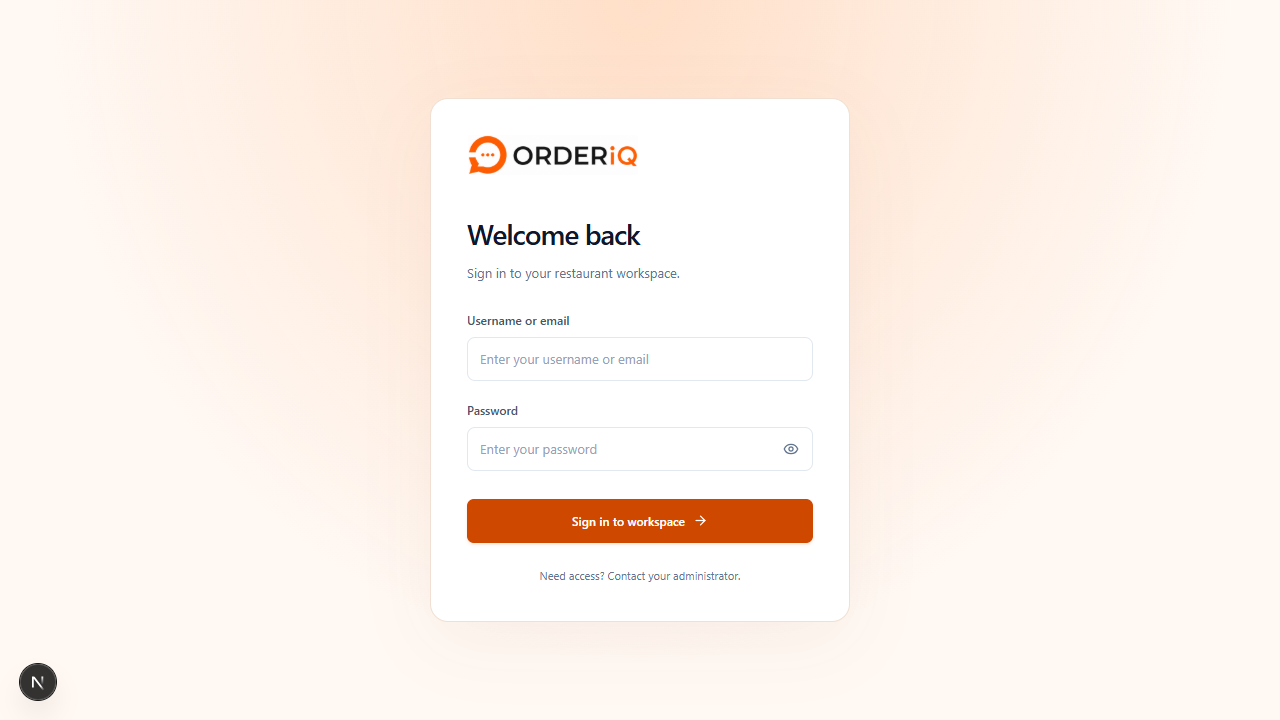 ORDERiQ
Welcome back
Sign in to your restaurant workspace.
Username or email
Enter your username or email
Password
Enter your password
Sign in to workspace →
Need access? Contact your administrator.
N